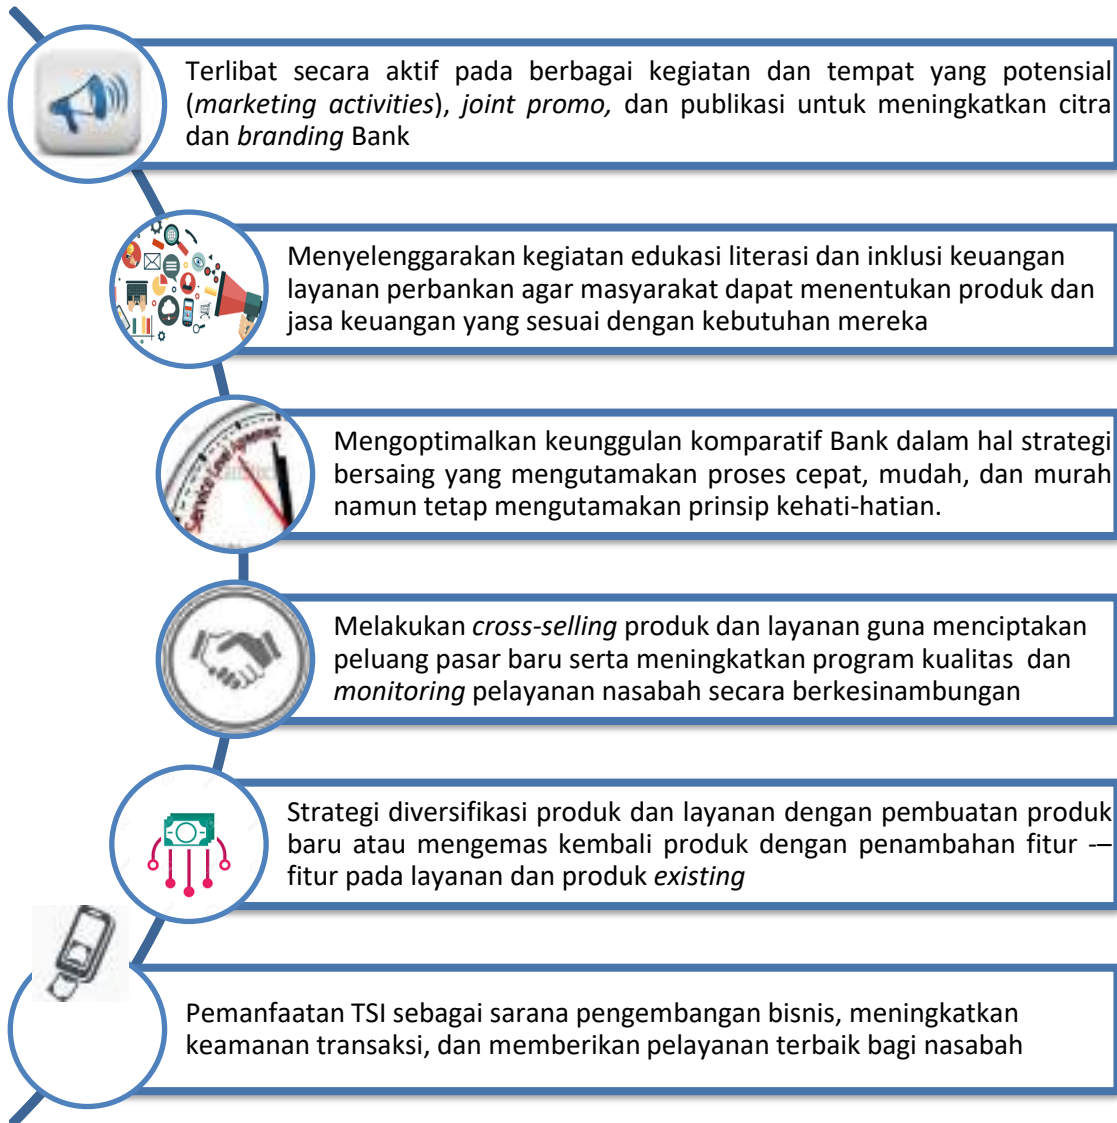 Terlibat secara aktif pada berbagai kegiatan dan tempat yang potensial
(marketing activities), joint promo, dan publikasi untuk meningkatkan citra
dan branding Bank
Menyelenggarakan kegiatan edukasi literasi dan inklusi keuangan
layanan perbankan agar masyarakat dapat menentukan produk dan
jasa keuangan yang sesuai dengan kebutuhan mereka
Service Level Agreement
Mengoptimalkan keunggulan komparatif Bank dalam hal strategi
bersaing yang mengutamakan proses cepat, mudah, dan murah
namun tetap mengutamakan prinsip kehati-hatian.
Melakukan cross-selling produk dan layanan guna menciptakan
peluang pasar baru serta meningkatkan program kualitas  dan
monitoring pelayanan nasabah secara berkesinambungan
Strategi diversifikasi produk dan layanan dengan pembuatan produk
baru atau mengemas kembali produk dengan penambahan fitur -–
fitur pada layanan dan produk existing
Pemanfaatan TSI sebagai sarana pengembangan bisnis, meningkatkan
keamanan transaksi, dan memberikan pelayanan terbaik bagi nasabah